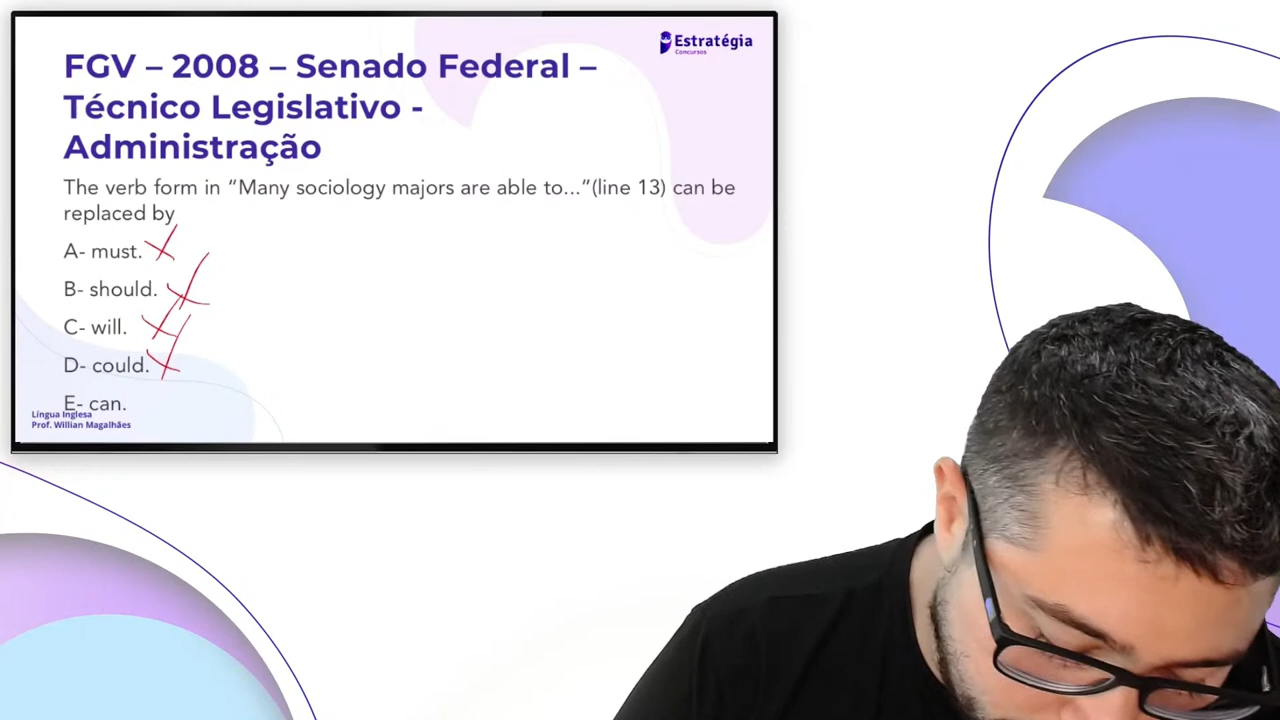 Estratégia
Concursos
FGV – 2008 – Senado Federal –
Técnico Legislativo -
Administração
The verb form in “Many sociology majors are able to...”(line 13) can be
replaced by
A- must.
B- should.
C- will.
D- could.
E- can.
Língua Inglesa
Prof. Willian Magalhães